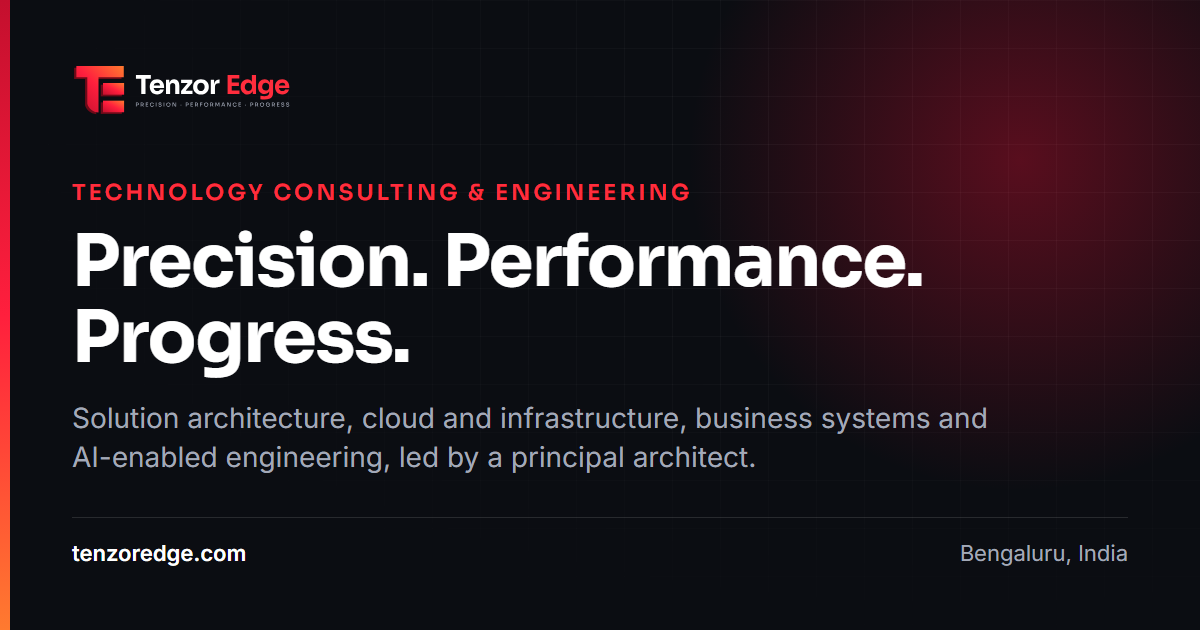 Tenzor Edge
PRECISION · PERFORMANCE · PROGRESS
TECHNOLOGY CONSULTING & ENGINEERING
Precision. Performance.
Progress.
Solution architecture, cloud and infrastructure, business systems and
AI-enabled engineering, led by a principal architect.
tenzoredge.com
Bengaluru, India